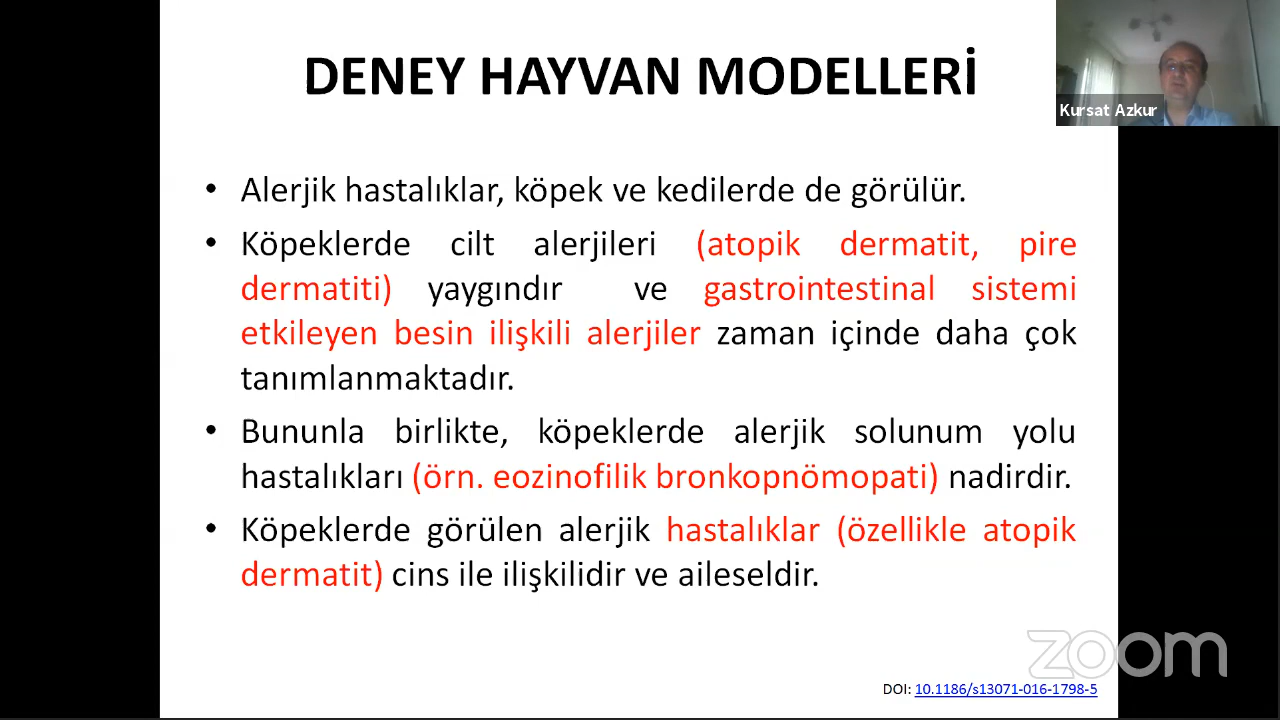 DENEY HAYVAN MODELLERİ
Kursat Azkur
• Alerjik hastalıklar, köpek ve kedilerde de görülür.
• Köpeklerde cilt alerjileri (atopik dermatit, pire
dermatiti) yaygındır ve gastrointestinal sistemi
etkileyen besin ilişkili alerjiler zaman içinde daha çok
tanımlanmaktadır.
• Bununla birlikte, köpeklerde alerjik solunum yolu
hastalıkları (örn. eozinofilik bronkopnömopati) nadirdir.
• Köpeklerde görülen alerjik hastalıklar (özellikle atopik
dermatit) cins ile ilişkilidir ve aileseldir.
zoom
DOI: 10.1186/s13071-016-1798-5